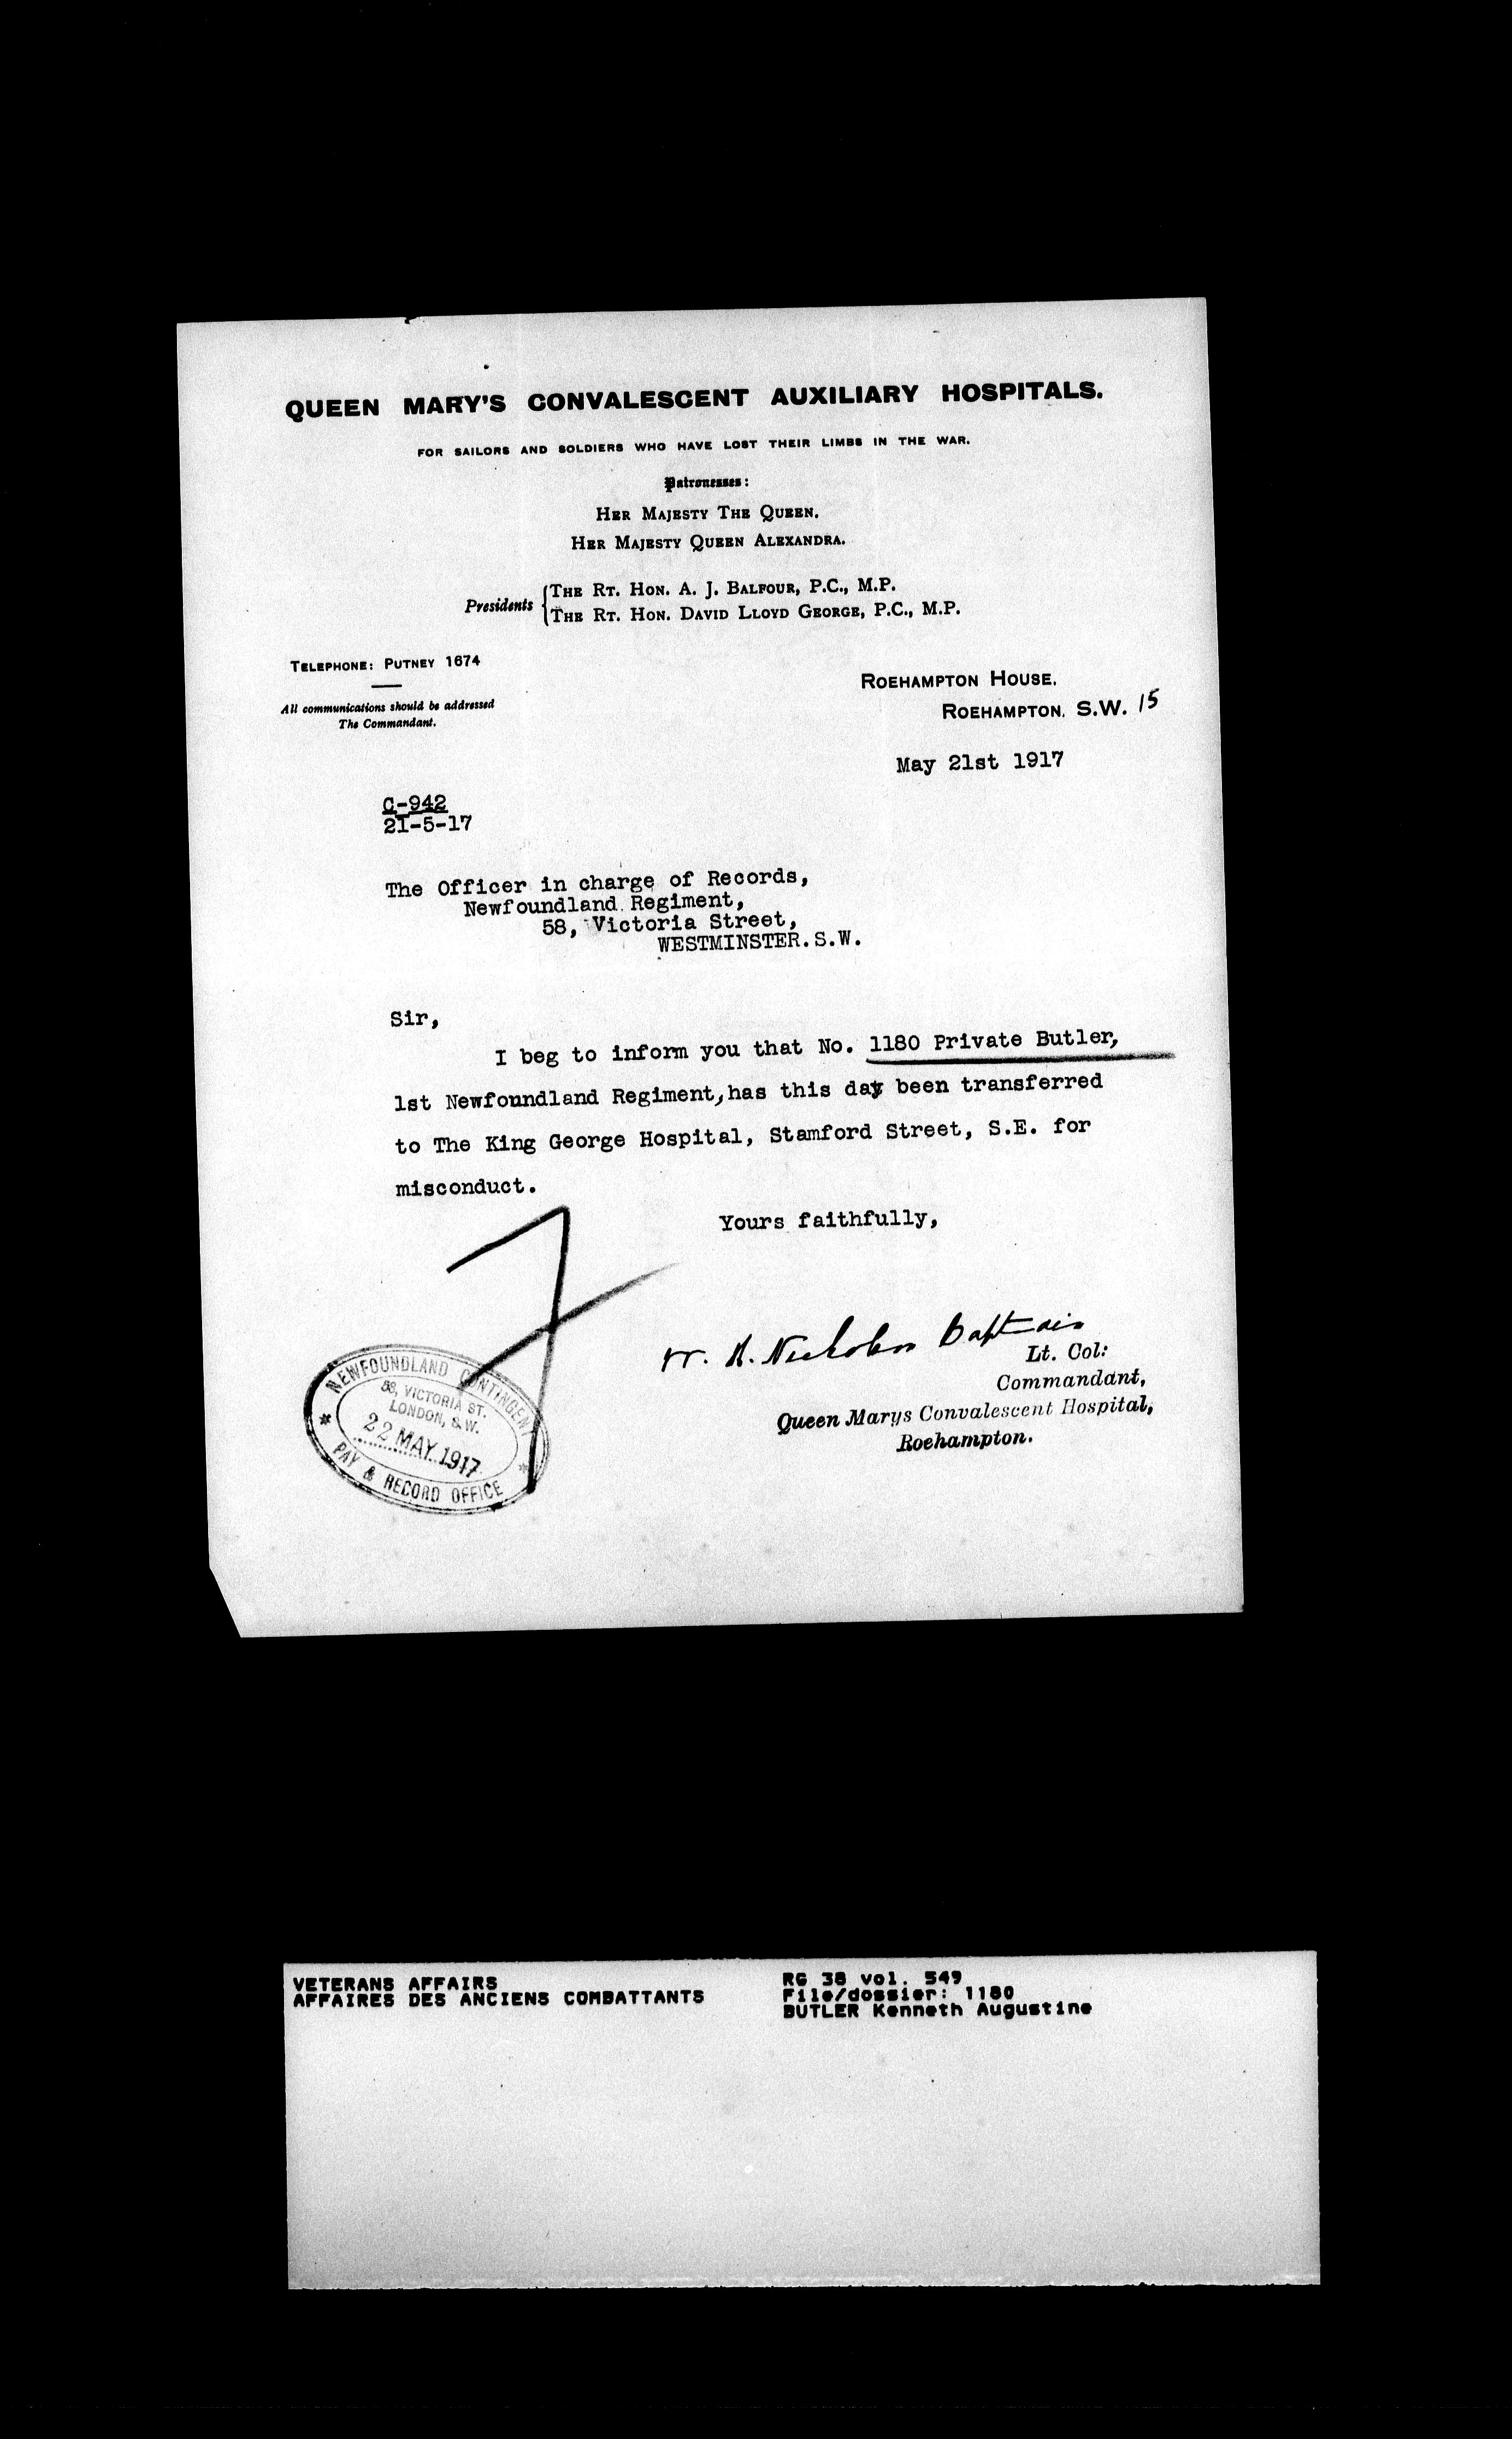 QUEEN MARY'S CONVALESCENT AUXILIARY HOSPITALS.
FOR SAILORS AND SOLDIERS WHO HAVE LOST THEIR LIMBS IN THE WAR.
Patronesses:
HER MAJESTY THE QUEEN.
HER MAJESTY QUEEN ALEXANDRA.
Presidents { THE RT. HON. A. J. BALFOUR, P.C., M.P.
THE RT. HON. DAVID LLOYD GEORGE, P.C., M.P.
TELEPHONE: PUTNEY 1674
All communications should be addressed
The Commandant.
ROEHAMPTON HOUSE.
ROEHAMPTON. S.W. 15
May 21st 1917
C-942
21-5-17
The Officer in charge of Records,
Newfoundland Regiment,
58, Victoria Street,
WESTMINSTER. S.W.
Sir,
I beg to inform you that No. 1180 Private Butler,
1st Newfoundland Regiment, has this day been transferred
to The King George Hospital, Stamford Street, S.E. for
misconduct.
Yours faithfully,
Captain
Lt. Col:
Commandant,
Queen Marys Convalescent Hospital,
Roehampton.
NEWFOUNDLAND CONTINGENT
58, VICTORIA ST.
LONDON, S.W.
22 MAY 1917
PAY & RECORD OFFICE
VETERANS AFFAIRS
AFFAIRES DES ANCIENS COMBATTANTS
RG 38 vol. 549
File/dossier: 1180
BUTLER Kenneth Augustine